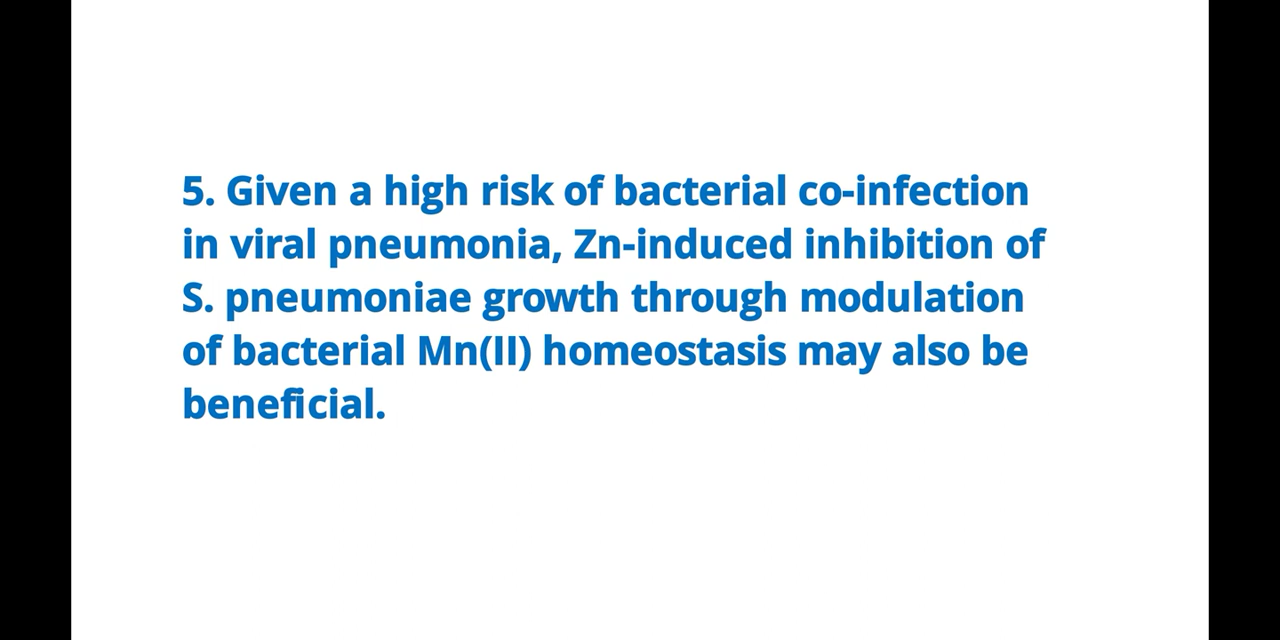 5. Given a high risk of bacterial co-infection
in viral pneumonia, Zn-induced inhibition of
S. pneumoniae growth through modulation
of bacterial Mn(II) homeostasis may also be
beneficial.